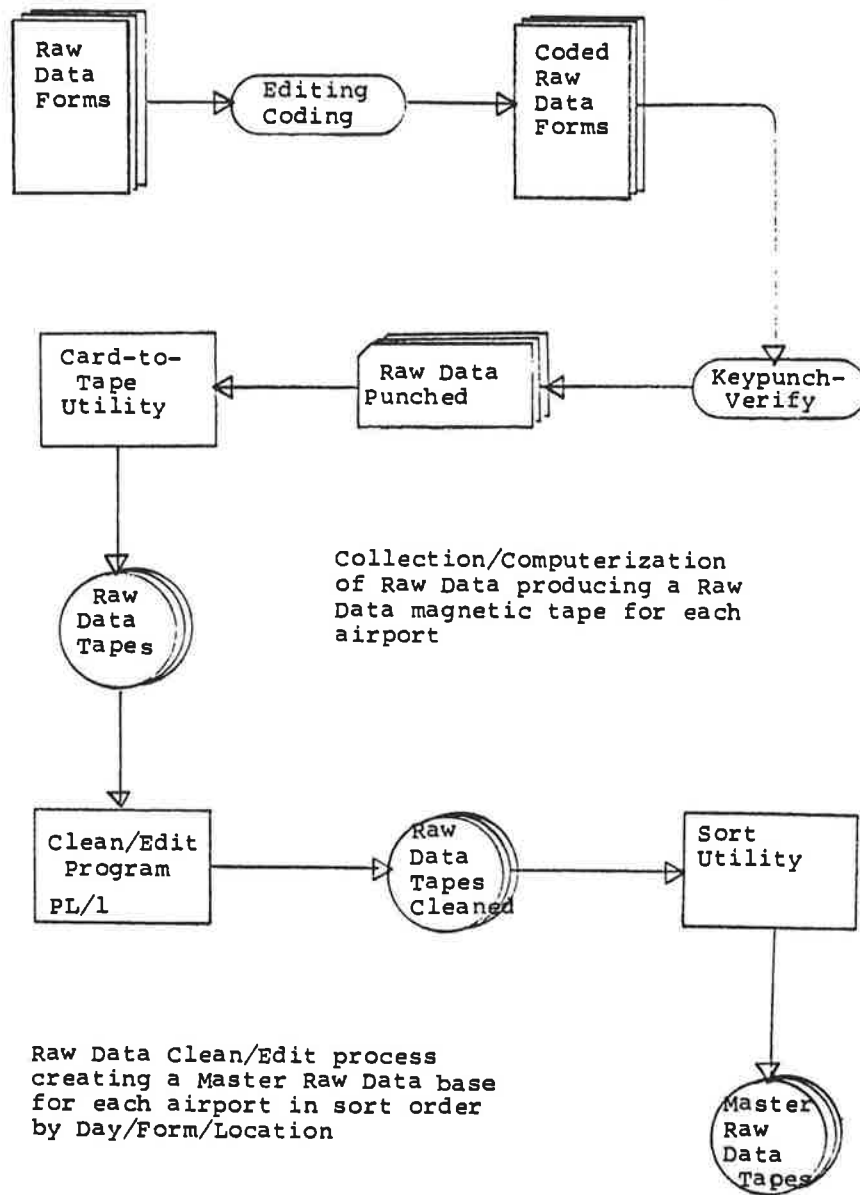 Raw
Data
Forms
Editing
Coding
Coded
Raw
Data
Forms
Card-to-
Tape
Utility
Raw Data
Punched
Keypunch-
Verify
Collection/Computerization
of Raw Data producing a Raw
Data magnetic tape for each
airport
Raw
Data
Tapes
Clean/Edit
Program
PL/1
Raw
Data
Tapes
Cleaned
Sort
Utility
Raw Data Clean/Edit process
creating a Master Raw Data base
for each airport in sort order
by Day/Form/Location
Master
Raw
Data
Tapes